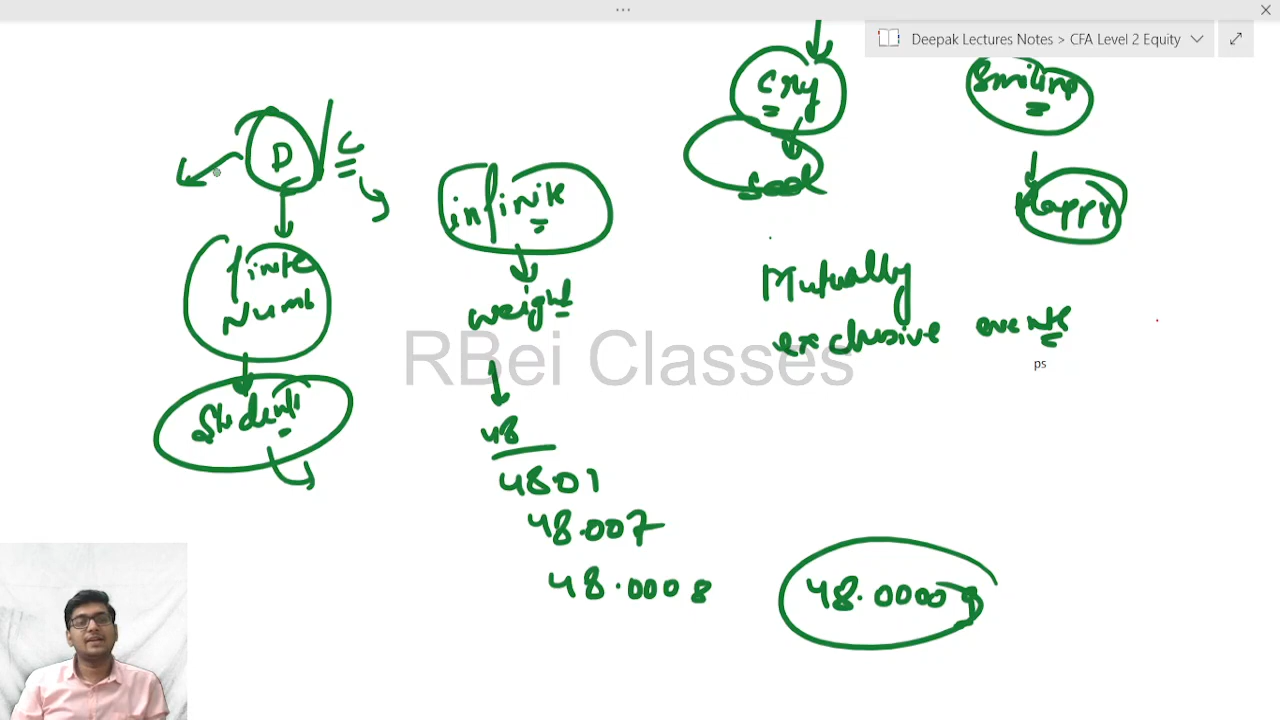 Deepak Lectures Notes > CFA Level 2 Equity
Cry
Smiling
D / C
infinite
Sad
Happy
finite
Numb
weight
Mutually
exclusive events
RBei Classes
ps
Students
48
48.01
48.007
48.0008
48.00009